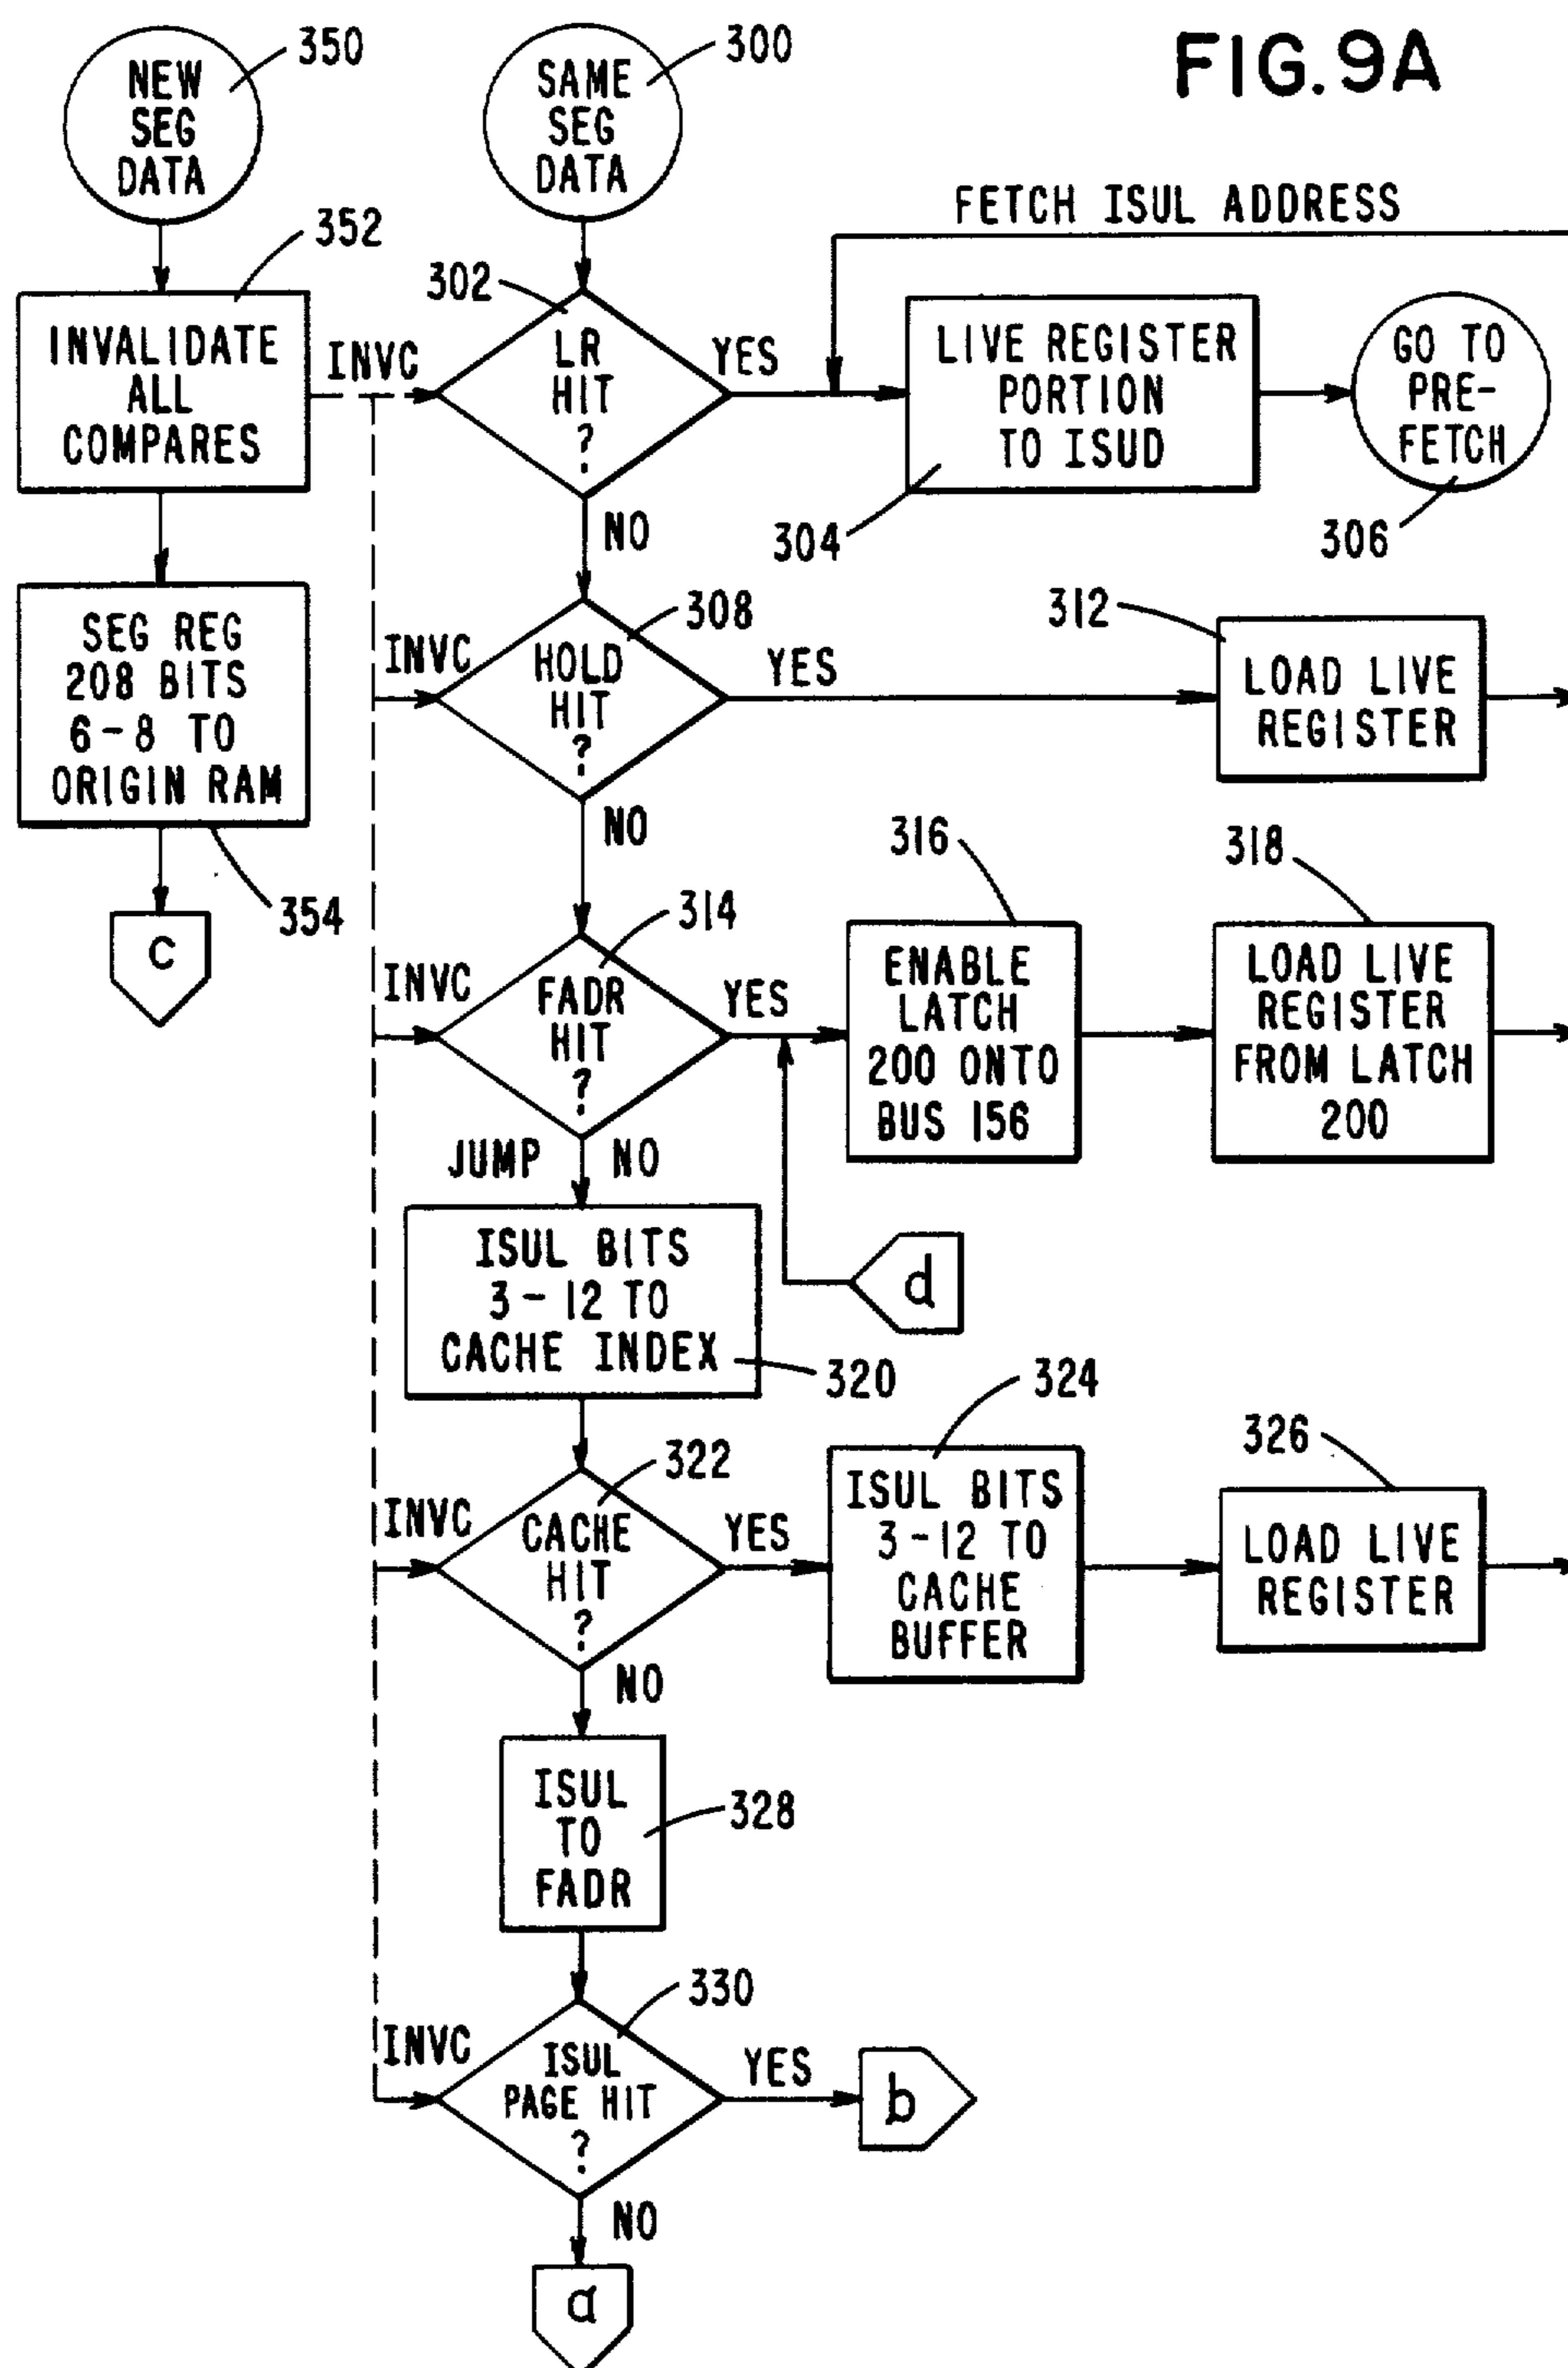 FIG. 9A
350
NEW
SEG
DATA
300
SAME
SEG
DATA
FETCH ISUL ADDRESS
352
INVALIDATE
ALL
COMPARES
INVC
302
LR
HIT
?
YES
NO
LIVE REGISTER
PORTION
TO ISUD
304
GO TO
PRE-
FETCH
306
SEG REG
208 BITS
6-8 TO
ORIGIN RAM
354
c
INVC
308
HOLD
HIT
?
YES
NO
312
LOAD LIVE
REGISTER
INVC
314
FADR
HIT
?
YES
JUMP NO
316
ENABLE
LATCH
200 ONTO
BUS 156
318
LOAD LIVE
REGISTER
FROM LATCH
200
d
ISUL BITS
3-12 TO
CACHE INDEX
320
INVC
322
CACHE
HIT
?
YES
NO
324
ISUL BITS
3-12 TO
CACHE
BUFFER
326
LOAD LIVE
REGISTER
ISUL
TO
FADR
328
INVC
330
ISUL
PAGE HIT
?
YES
b
NO
a